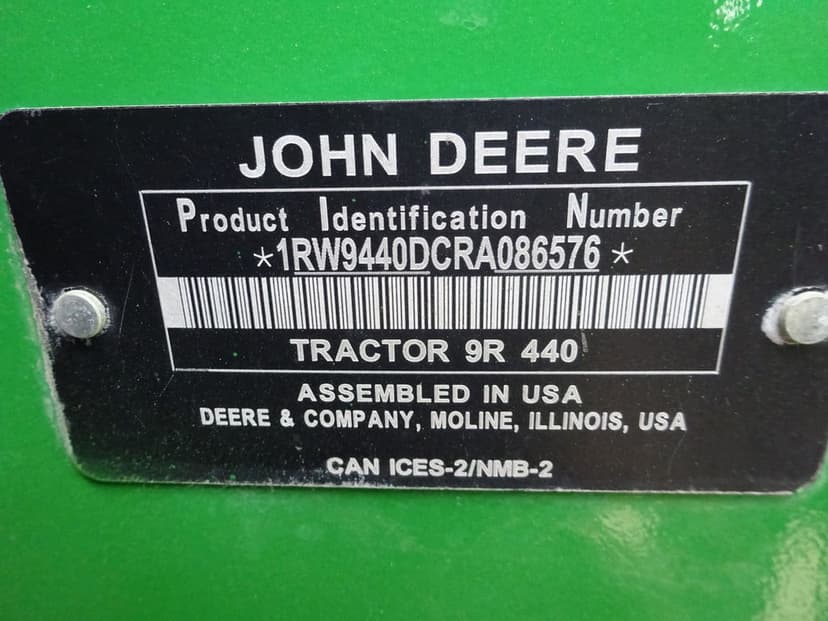 JOHN DEERE
Product Identification Number
*1RW9440DCRA086576*
TRACTOR 9R 440
ASSEMBLED IN USA
DEERE & COMPANY, MOLINE, ILLINOIS, USA
CAN ICES-2/NMB-2